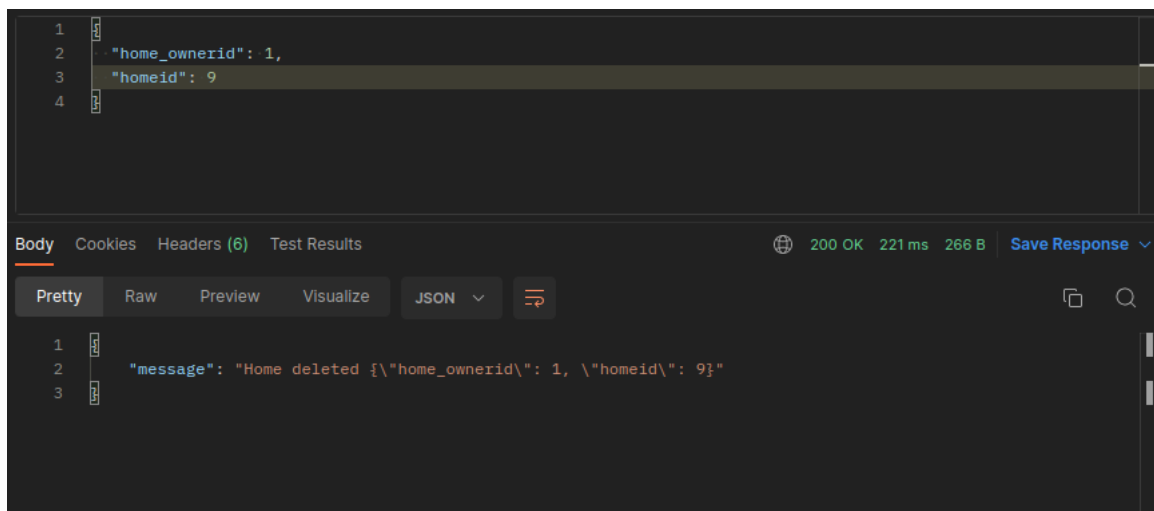 1 {
2 "home_ownerid": 1,
3 "homeid": 9
4 }
Body Cookies Headers (6) Test Results 200 OK 221 ms 266 B Save Response
Pretty Raw Preview Visualize JSON
1 {
2 "message": "Home deleted {\"home_ownerid\": 1, \"homeid\": 9}"
3 }